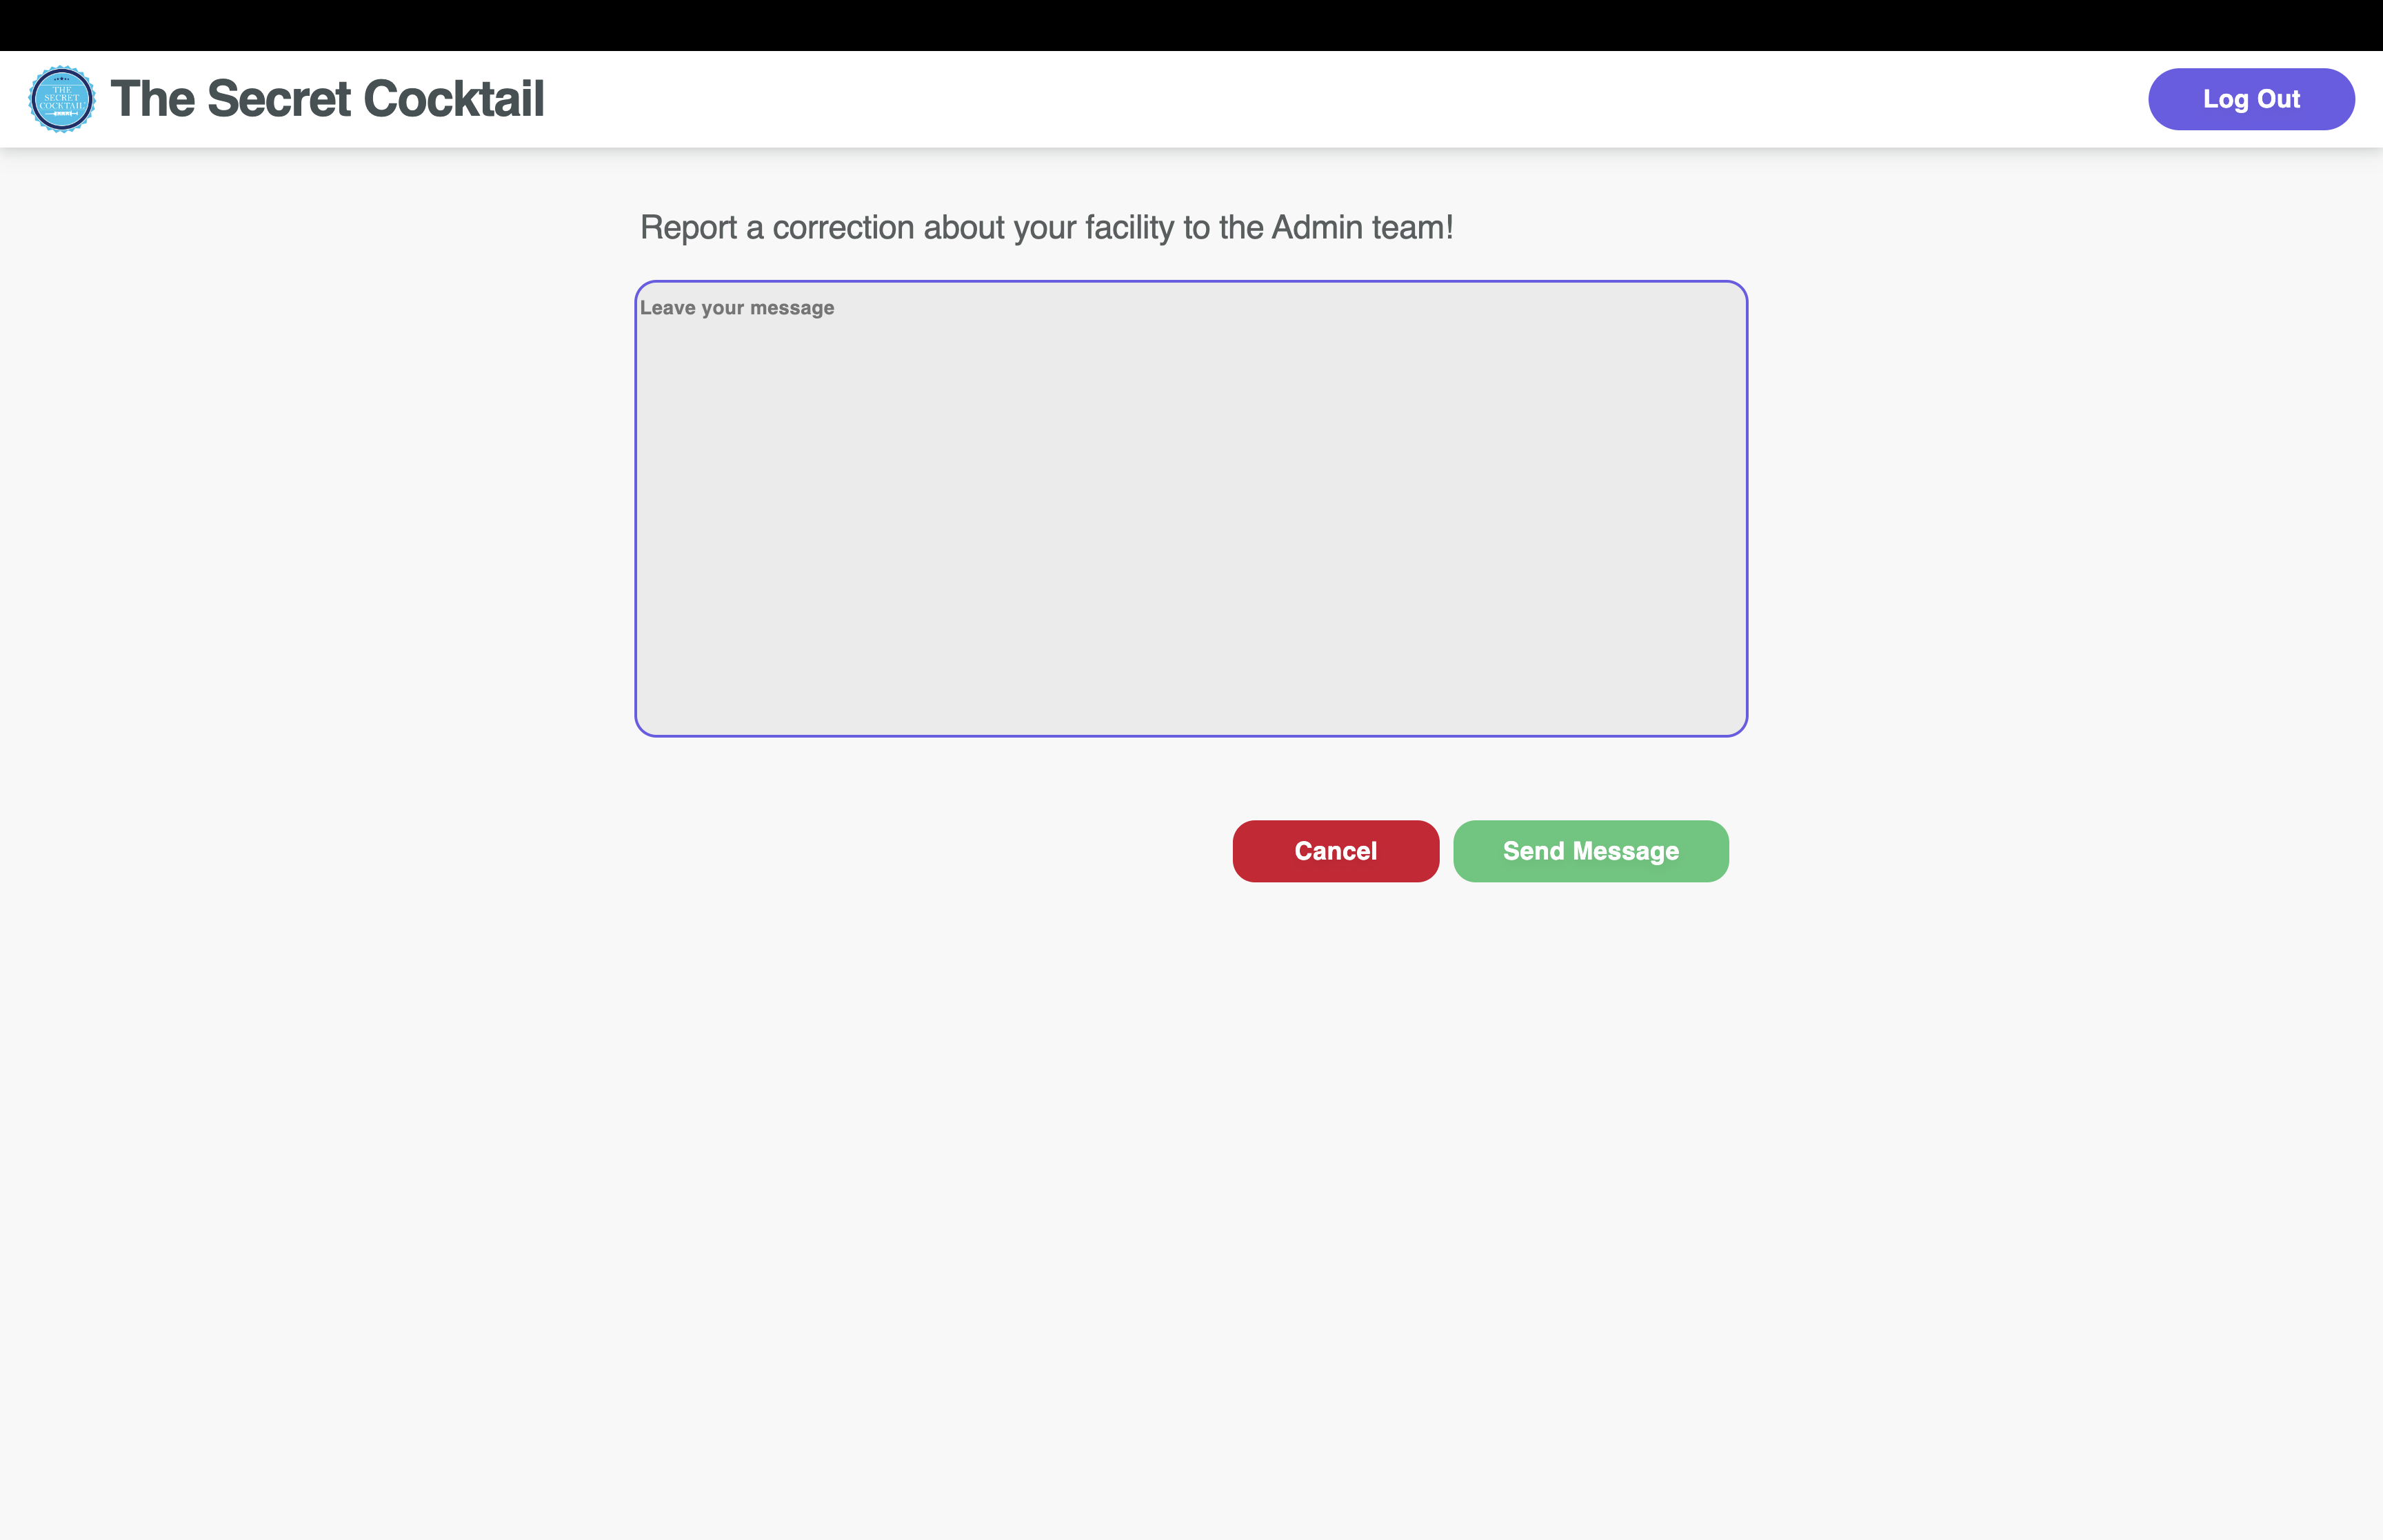 THE
SECRET
COCKTAIL
The Secret Cocktail
Log Out
Report a correction about your facility to the Admin team!
Leave your message
Cancel
Send Message